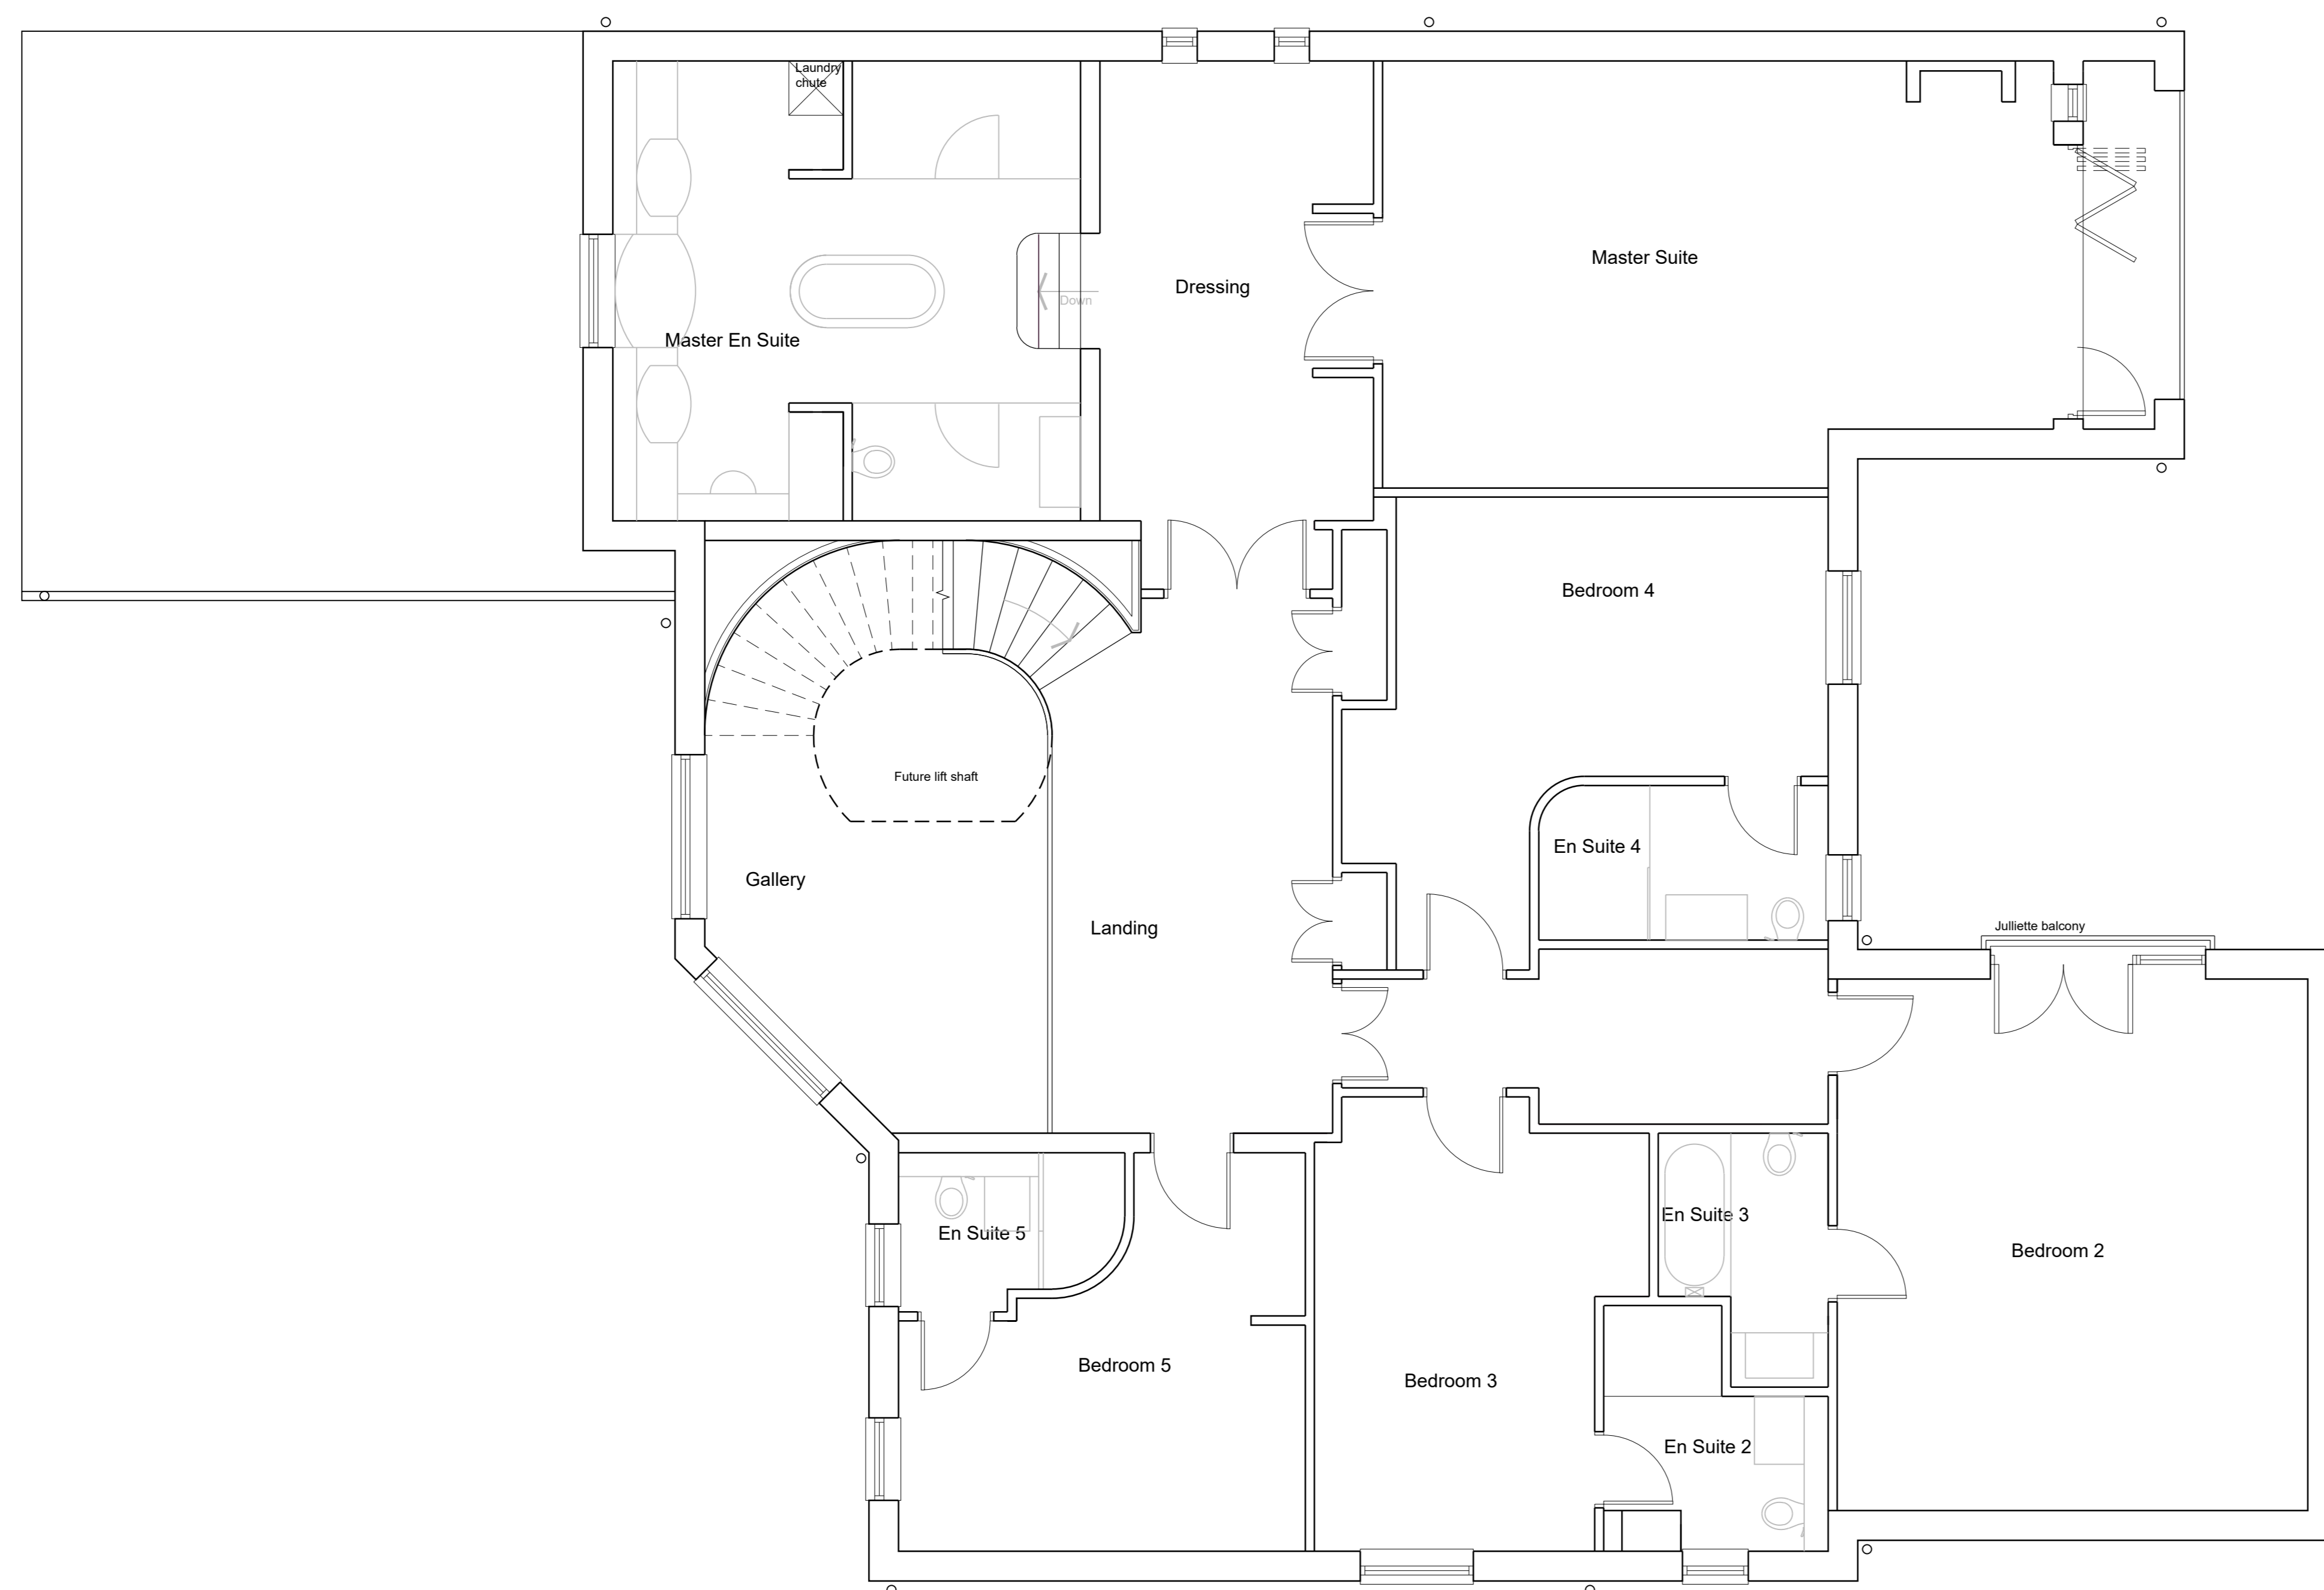 Laundry
chute
Master Suite
Dressing
Down
Master En Suite
Bedroom 4
Future lift shaft
En Suite 4
Gallery
Landing
Julliette balcony
En Suite 3
En Suite 5
Bedroom 2
Bedroom 5
Bedroom 3
En Suite 2